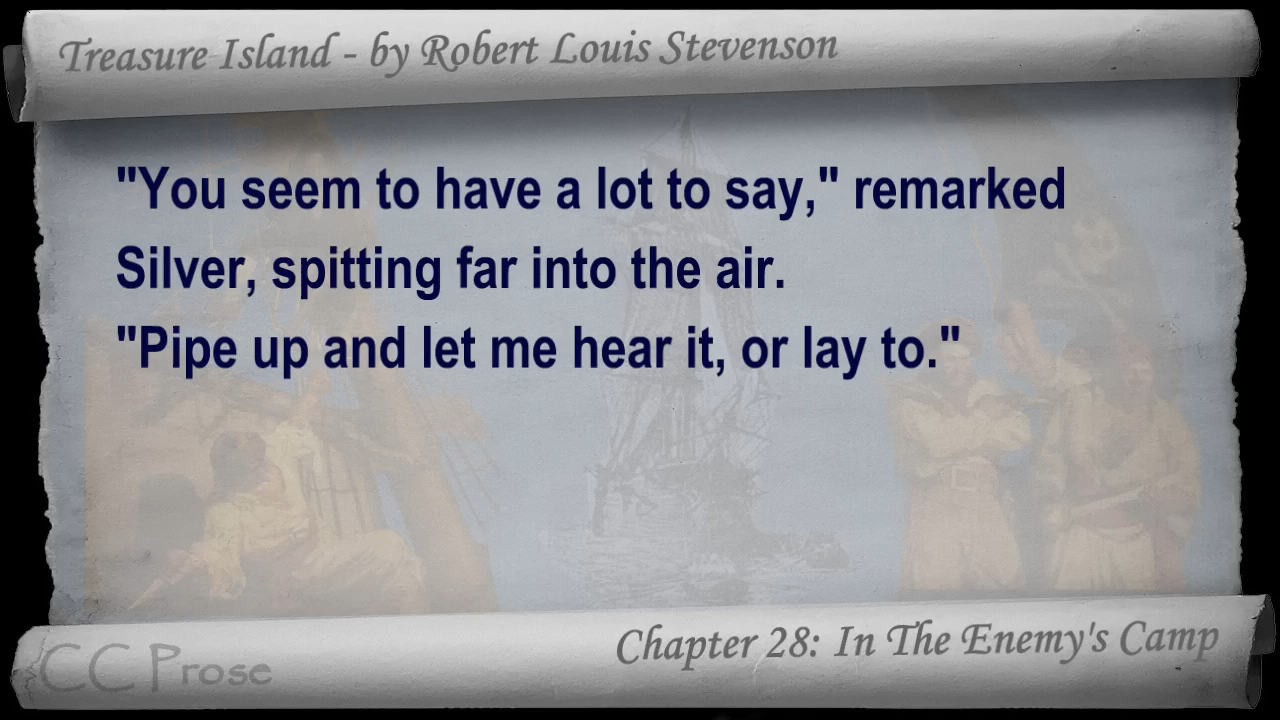 Treasure Island - by Robert Louis Stevenson
"You seem to have a lot to say," remarked
Silver, spitting far into the air.
"Pipe up and let me hear it, or lay to."
Chapter 28: In The Enemy's Camp
CC Prose